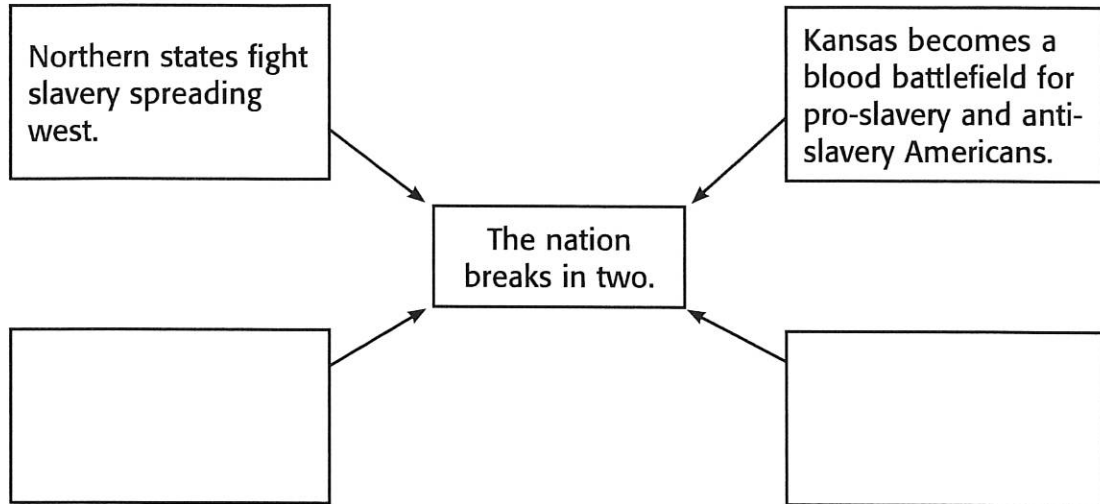 Northern states fight
slavery spreading
west.
Kansas becomes a
blood battlefield for
pro-slavery and anti-
slavery Americans.
The nation
breaks in two.